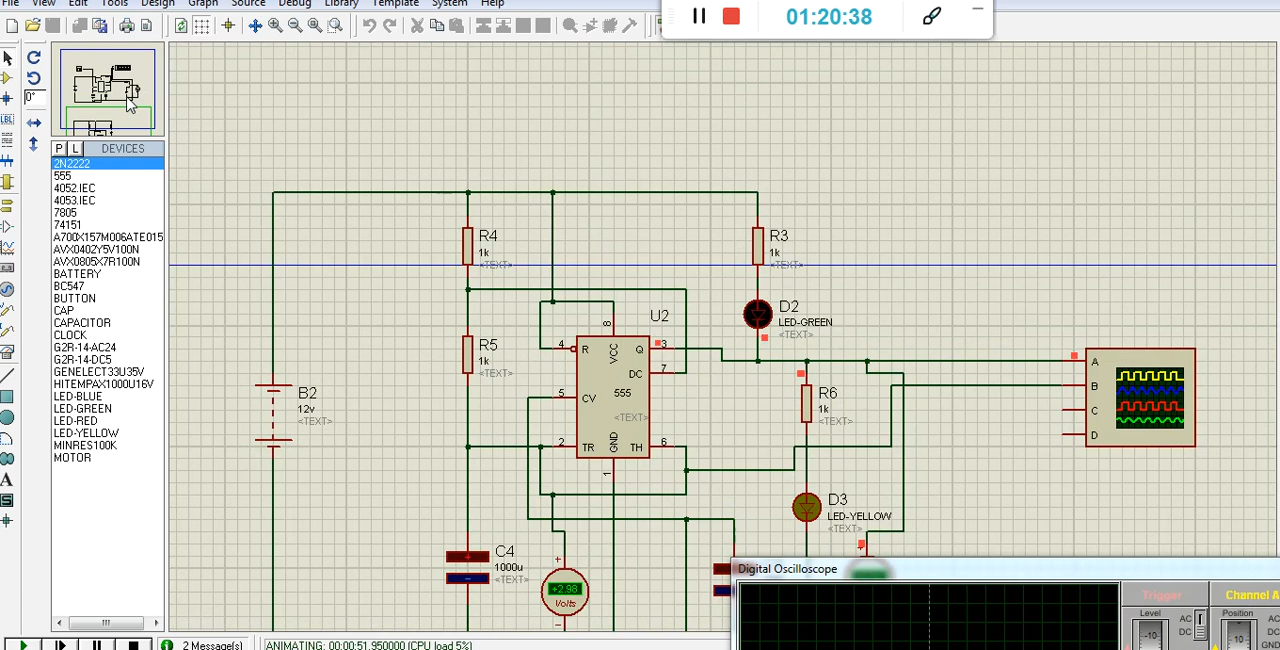 File View Edit Tools Design Graph Source Debug Library Template System Help
01:20:38
0°
LBL
P L DEVICES
2N2222
555
4052.IEC
4053.IEC
7805
74151
A700X157M006ATE015
AVX0402Y5V100N
AVX0805X7R100N
BATTERY
BC547
BUTTON
CAP
CAPACITOR
CLOCK
G2R-14-AC24
G2R-14-DC5
GENELECT33U35V
HITEMPAX1000U16V
LED-BLUE
LED-GREEN
LED-RED
LED-YELLOW
MINRES100K
MOTOR
A
S
R4
1k
<TEXT>
R3
1k
<TEXT>
D2
LED-GREEN
<TEXT>
U2
8
4 R VCC Q 3
DC 7
5 CV 555
<TEXT>
2 TR GND TH 6
1
R5
1k
<TEXT>
B2
12v
<TEXT>
R6
1k
<TEXT>
A
B
C
D
D3
LED-YELLOW
<TEXT>
C4
1000u
<TEXT>
+
+2.98
Volts
Digital Oscilloscope
Trigger Channel A
Level AC DC Position AC DC GND
-10 10
2 Message(s) ANIMATING: 00:00:51.950000 (CPU load 5%)